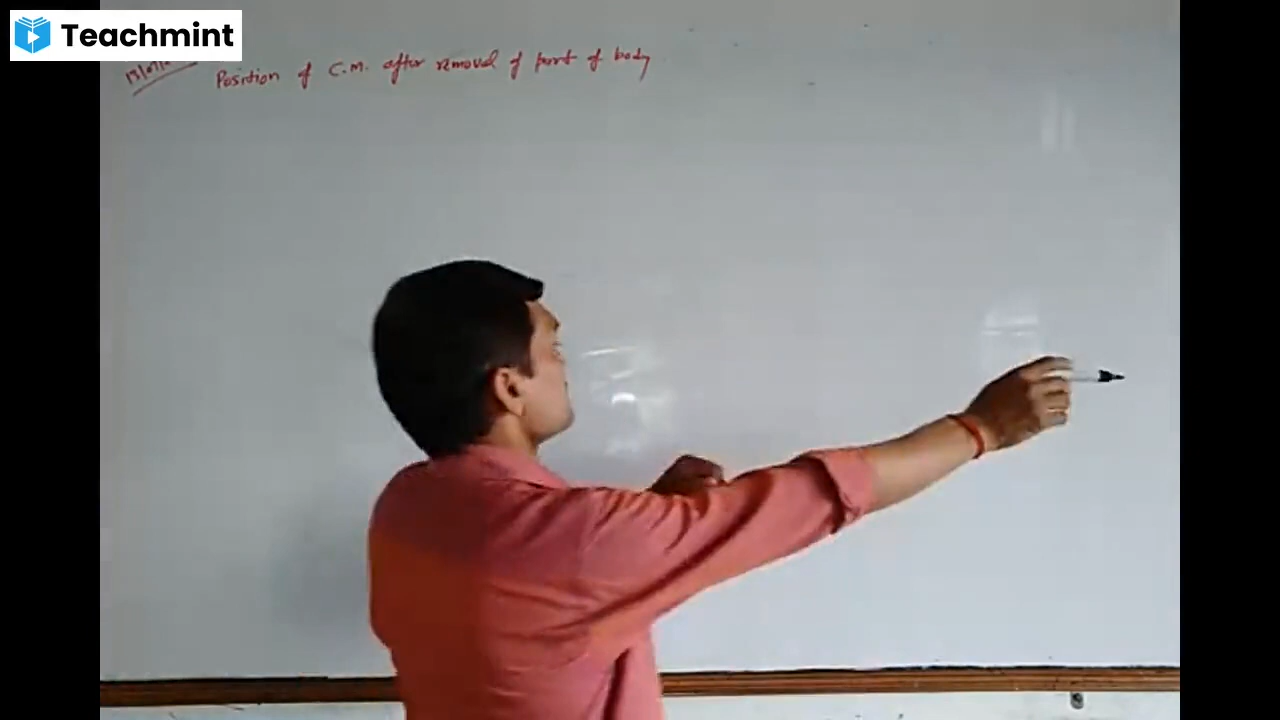 Teachmint
Position of C.M. after removal of part of body